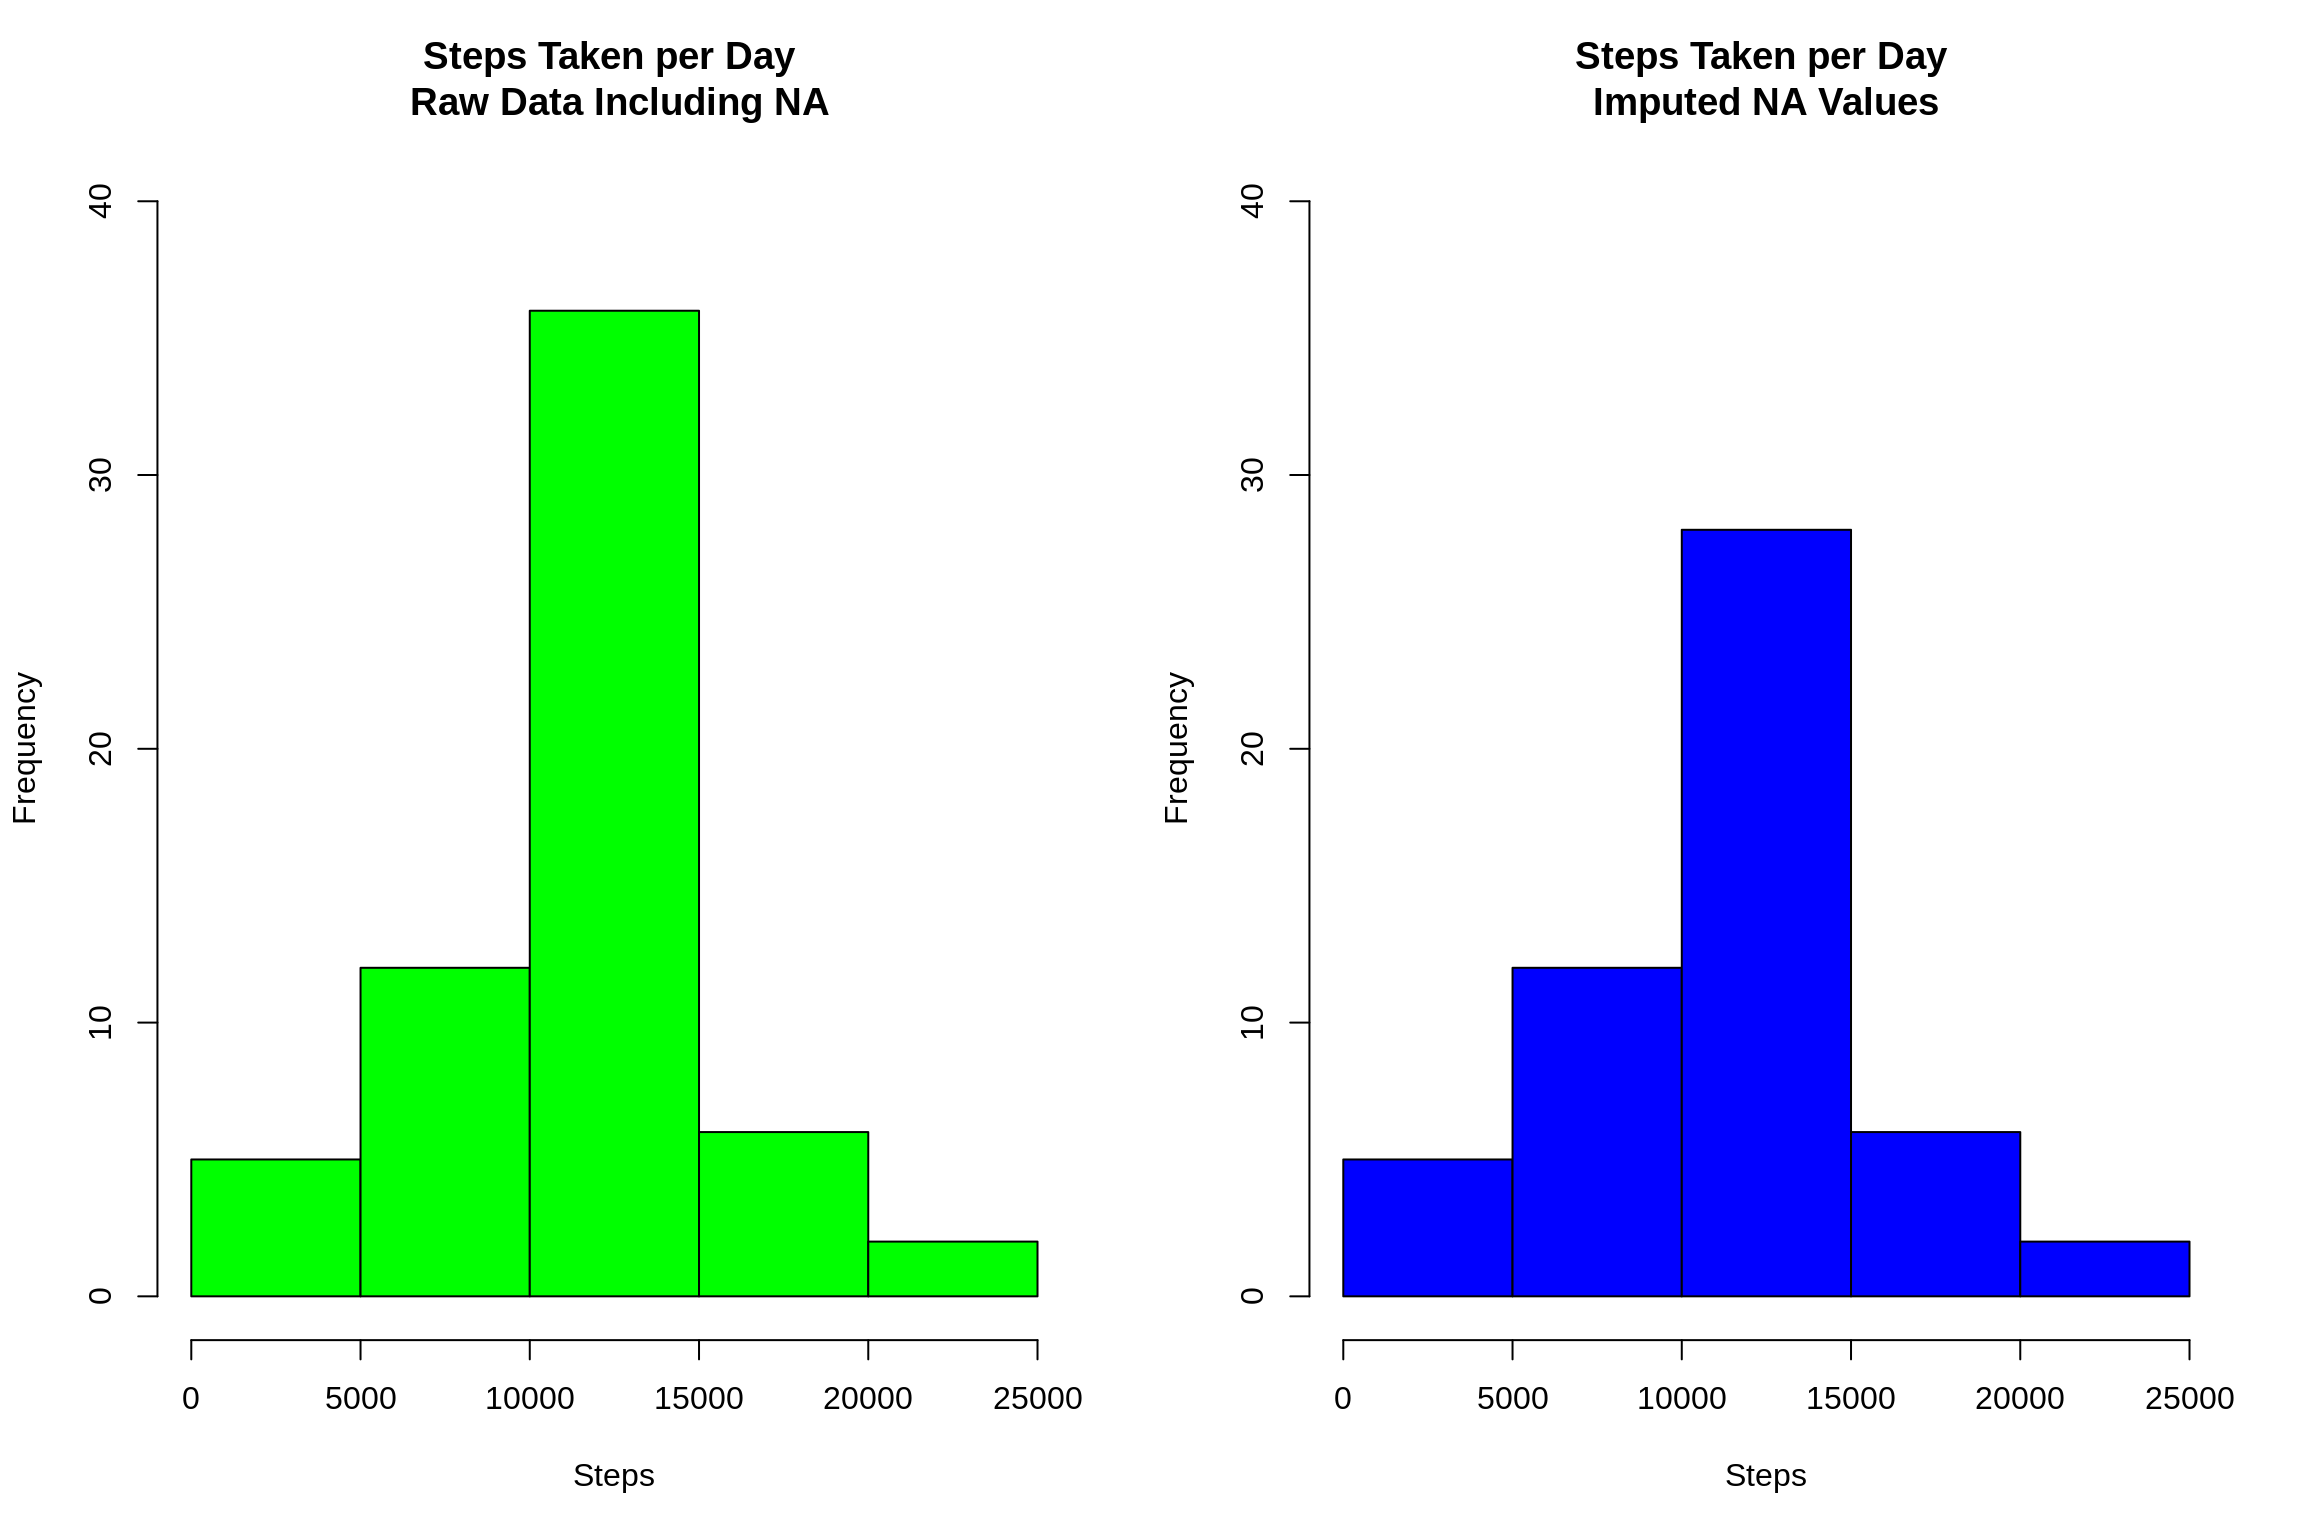 Steps Taken per Day
Raw Data Including NA
40
30
20
10
0
Frequency
0 5000 10000 15000 20000 25000
Steps
Steps Taken per Day
Imputed NA Values
40
30
20
10
0
Frequency
0 5000 10000 15000 20000 25000
Steps